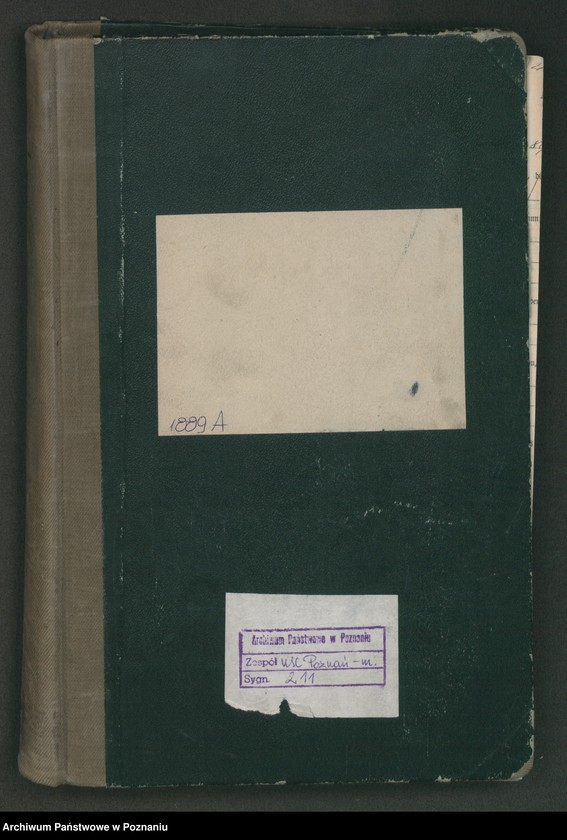 1889 A
Archiwum Państwowe w Poznaniu
Zespół USC Poznań-m.
Sygn. 211
Archiwum Państwowe w Poznaniu